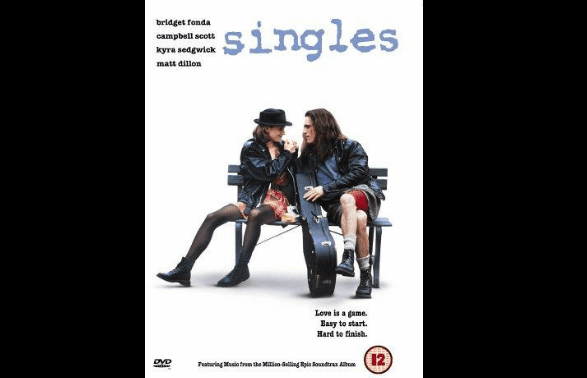 bridget fonda
campbell scott
kyra sedgwick
matt dillon
singles
Love is a game.
Easy to start.
Hard to finish.
DVD
Featuring Music from the Million-Selling Epic Soundtrax Album
12